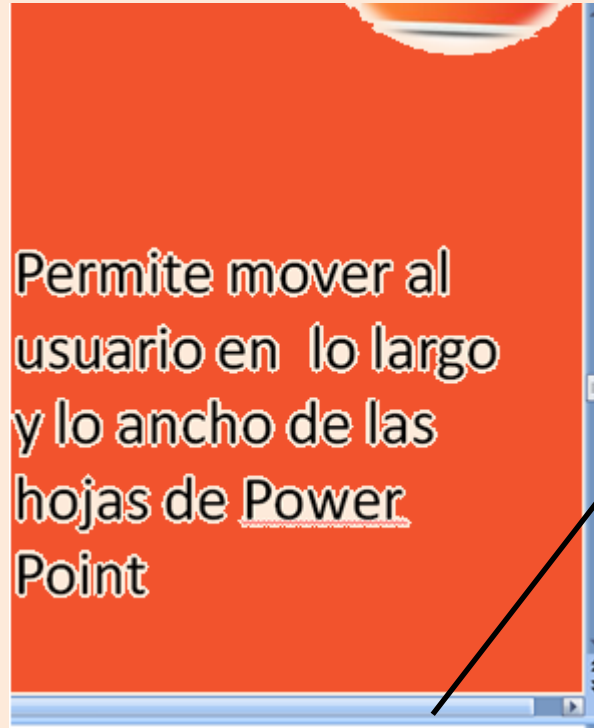 Permite mover al
usuario en  lo largo
y lo ancho de las
hojas de Power
Point